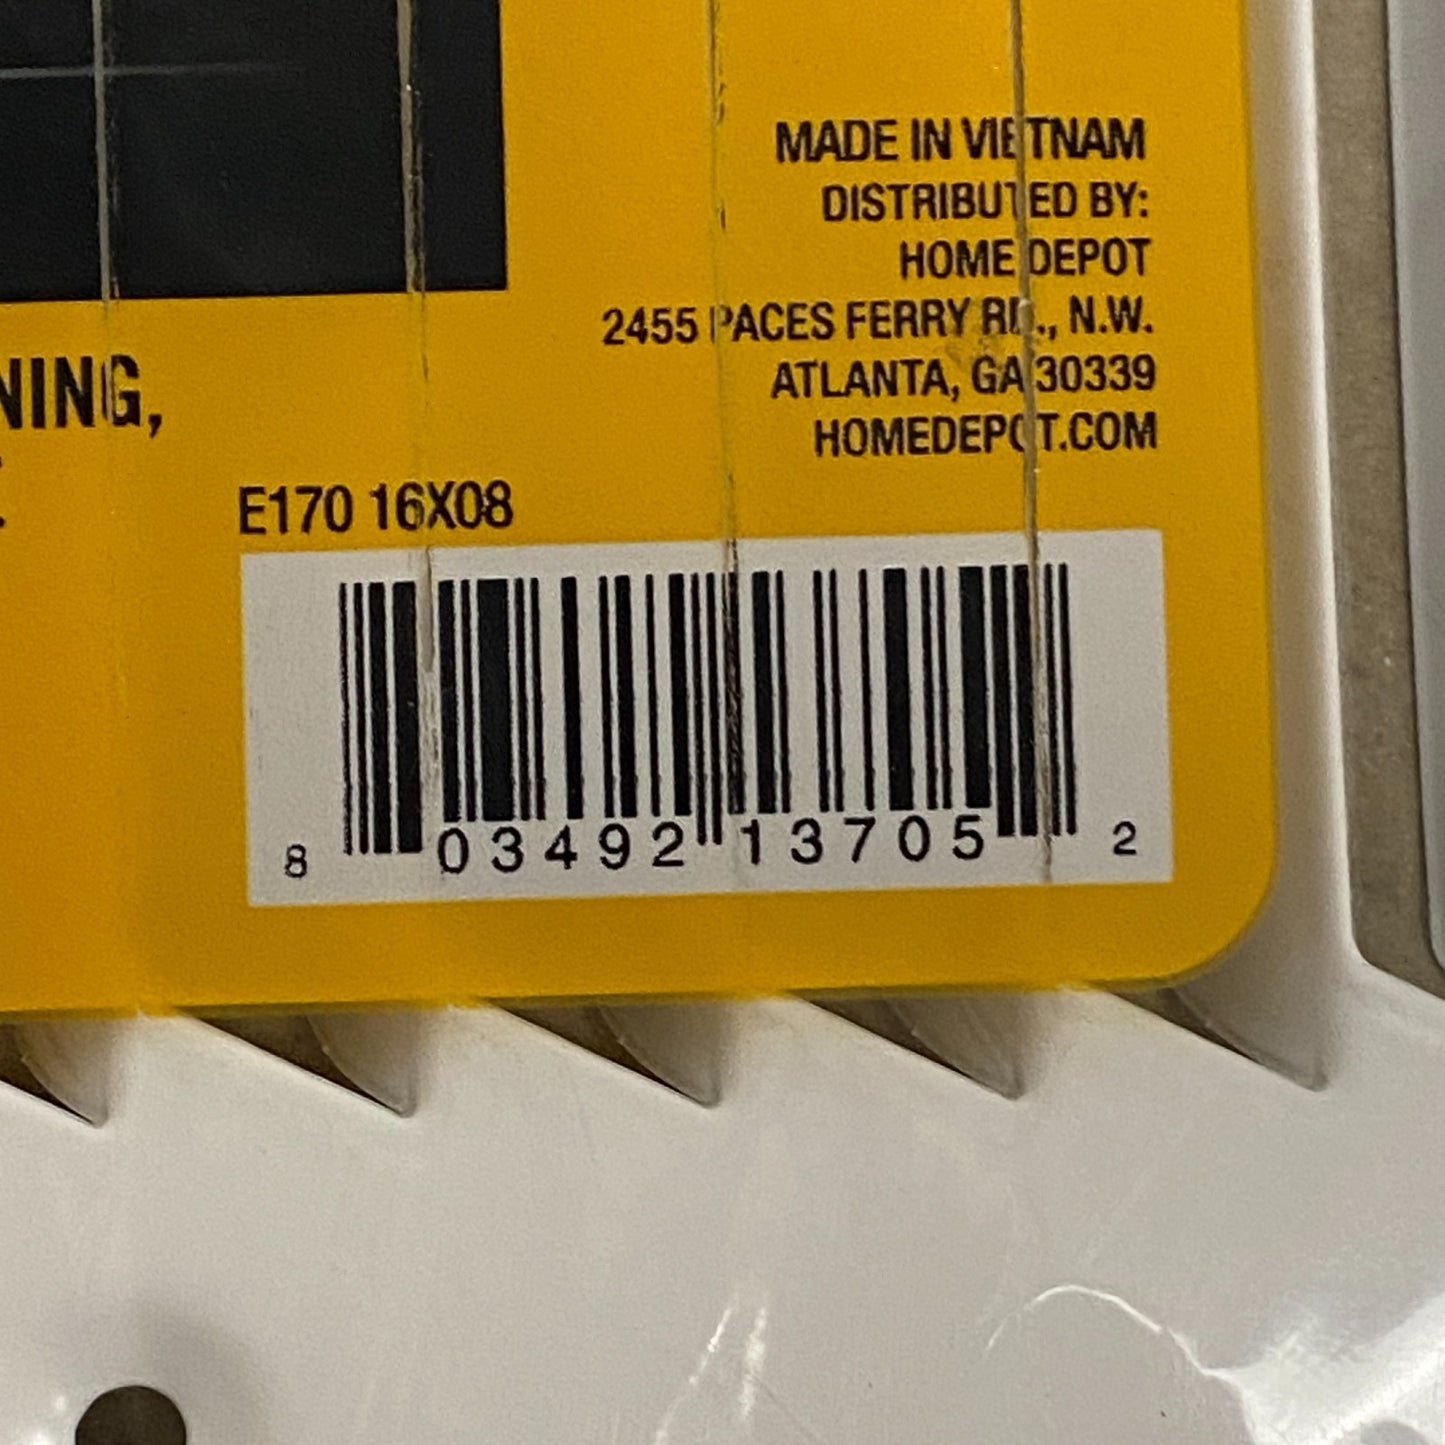 MADE IN VIETNAM
DISTRIBUTED BY:
HOME DEPOT
2455 PACES FERRY RD., N.W.
ATLANTA, GA 30339
HOMEDEPOT.COM
NING,
E170 16X08
8 03492 13705 2